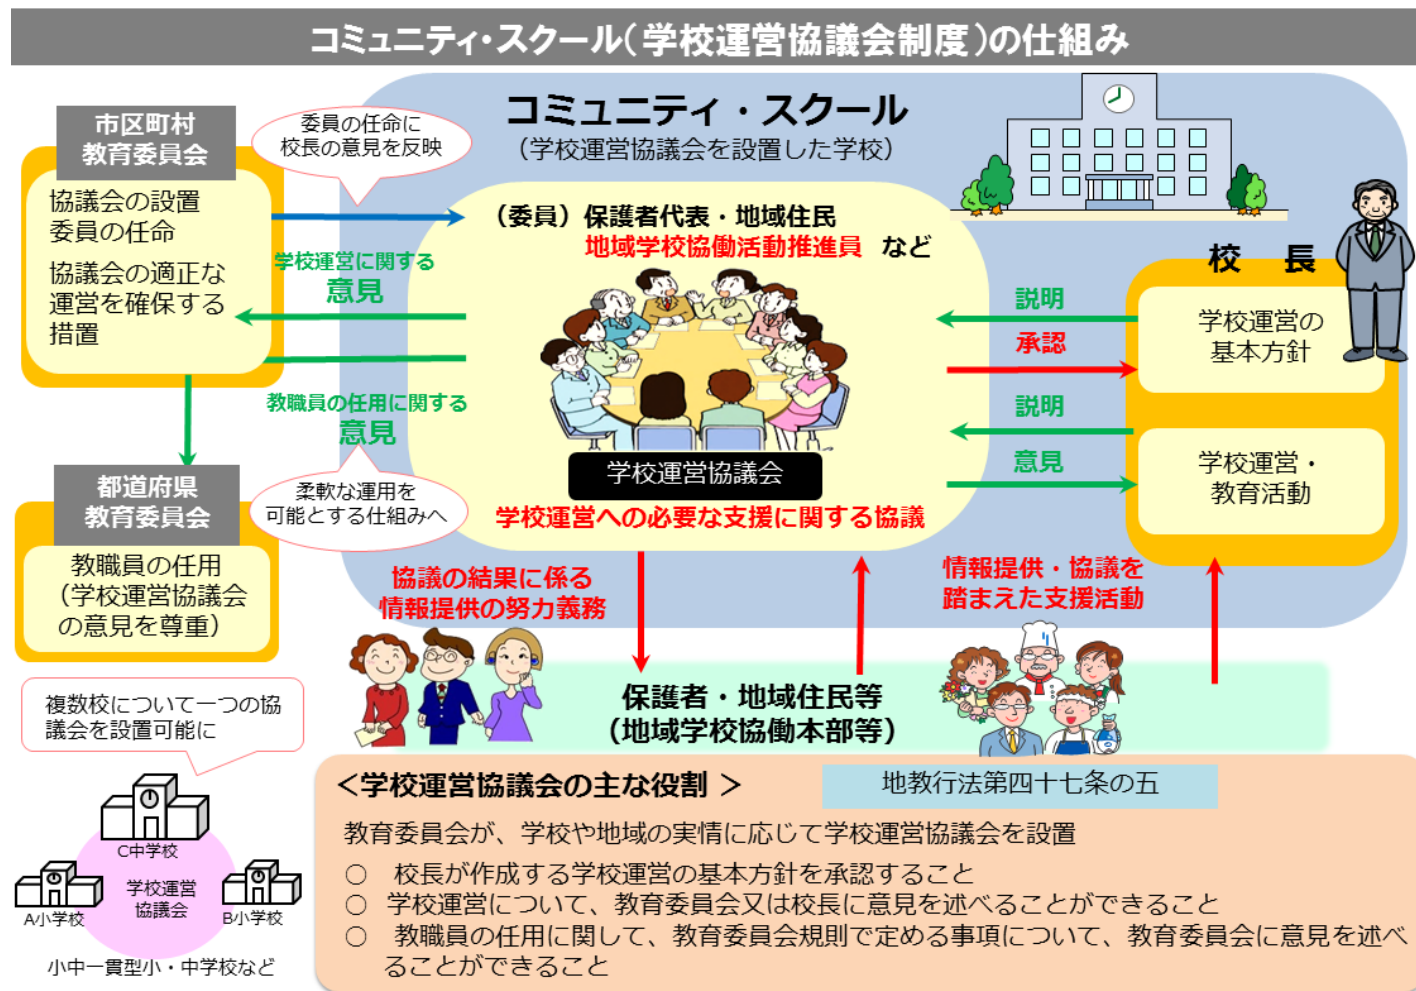 コミュニティ・スクール(学校運営協議会制度)の仕組み
市区町村
教育委員会
協議会の設置
委員の任命
協議会の適正な
運営を確保する
措置
委員の任命に
校長の意見を反映
コミュニティ・スクール
(学校運営協議会を設置した学校)
(委員)保護者代表・地域住民
地域学校協働活動推進員 など
学校運営に関する
意見
教職員の任用に関する
意見
柔軟な運用を
可能とする仕組みへ
学校運営協議会
学校運営への必要な支援に関する協議
校 長
説明
承認
学校運営の
基本方針
説明
意見
学校運営・
教育活動
都道府県
教育委員会
教職員の任用
(学校運営協議会
の意見を尊重)
協議の結果に係る
情報提供の努力義務
情報提供・協議を
踏まえた支援活動
保護者・地域住民等
(地域学校協働本部等)
複数校について一つの協
議会を設置可能に
C中学校
A小学校
学校運営
協議会
B小学校
小中一貫型小・中学校など
<学校運営協議会の主な役割 >
地教行法第四十七条の五
教育委員会が、学校や地域の実情に応じて学校運営協議会を設置
○ 校長が作成する学校運営の基本方針を承認すること
○ 学校運営について、教育委員会又は校長に意見を述べることができること
○ 教職員の任用に関して、教育委員会規則で定める事項について、教育委員会に意見を述べ
ることができること